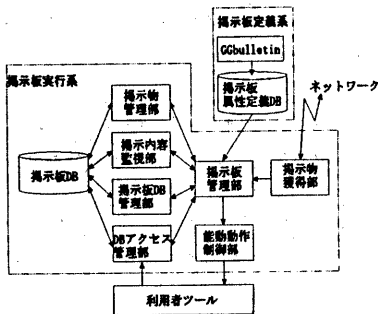 掲示板定義系
GGbulletin
掲示板
属性定義DB
掲示板実行系
ネットワーク
掲示物
管理部
掲示内容
監視部
掲示板DB
掲示板DB
管理部
掲示板
管理部
掲示物
獲得部
DBアクセス
管理部
能動動作
制御部
利用者ツール